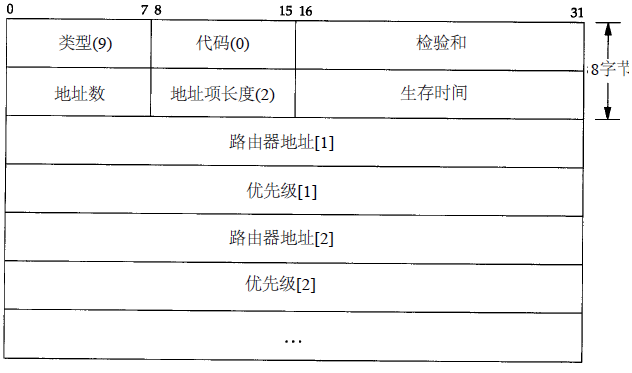 0 7 8 15 16 31
类型(9) 代码(0) 检验和
8字节
地址数 地址项长度(2) 生存时间
路由器地址[1]
优先级[1]
路由器地址[2]
优先级[2]
…